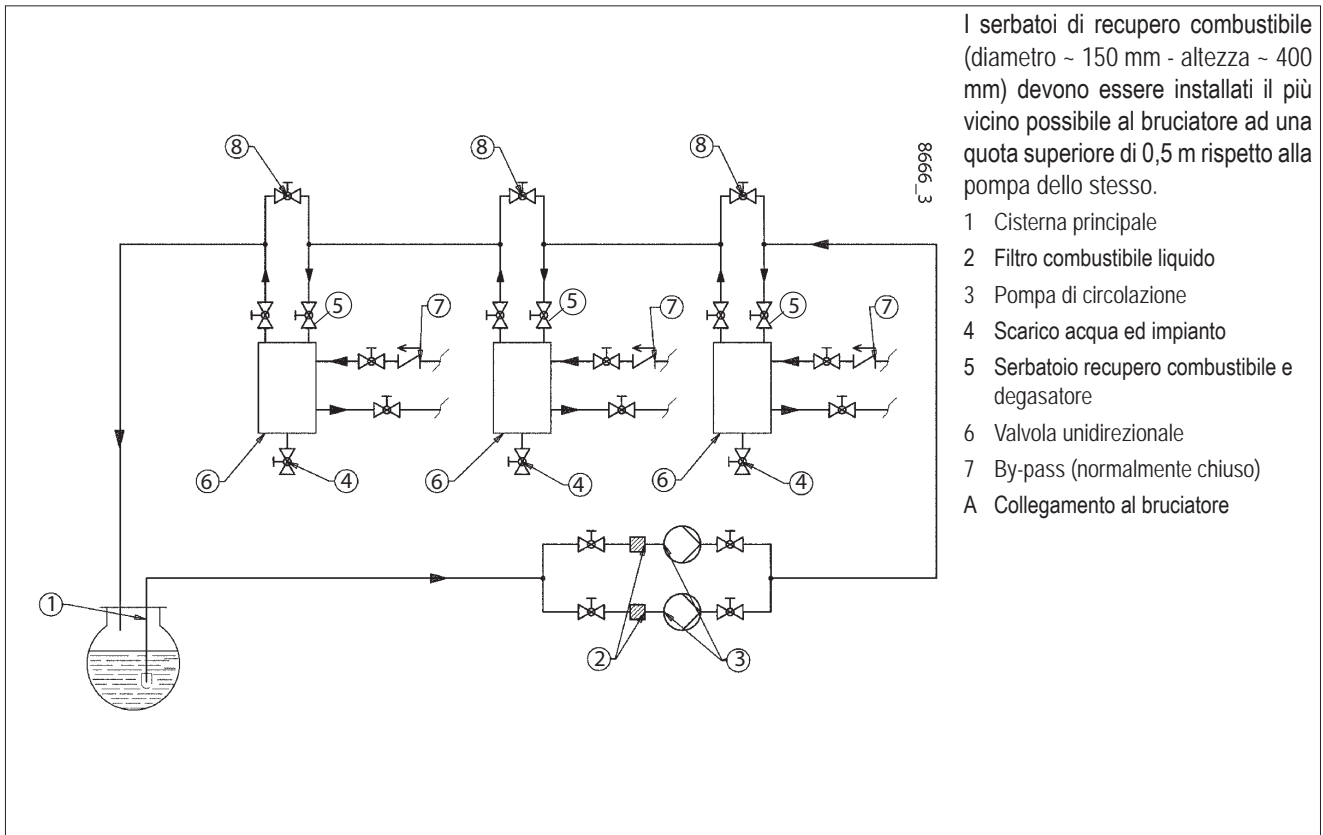 I serbatoi di recupero combustibile
(diametro ~ 150 mm - altezza ~ 400
mm) devono essere installati il più
vicino possibile al bruciatore ad una
quota superiore di 0,5 m rispetto alla
pompa dello stesso.
1 Cisterna principale
2 Filtro combustibile liquido
3 Pompa di circolazione
4 Scarico acqua ed impianto
5 Serbatoio recupero combustibile e
degasatore
6 Valvola unidirezionale
7 By-pass (normalmente chiuso)
A Collegamento al bruciatore
8666_3
8
8
8
5
7
5
7
5
7
6
4
6
4
6
4
1
2
3